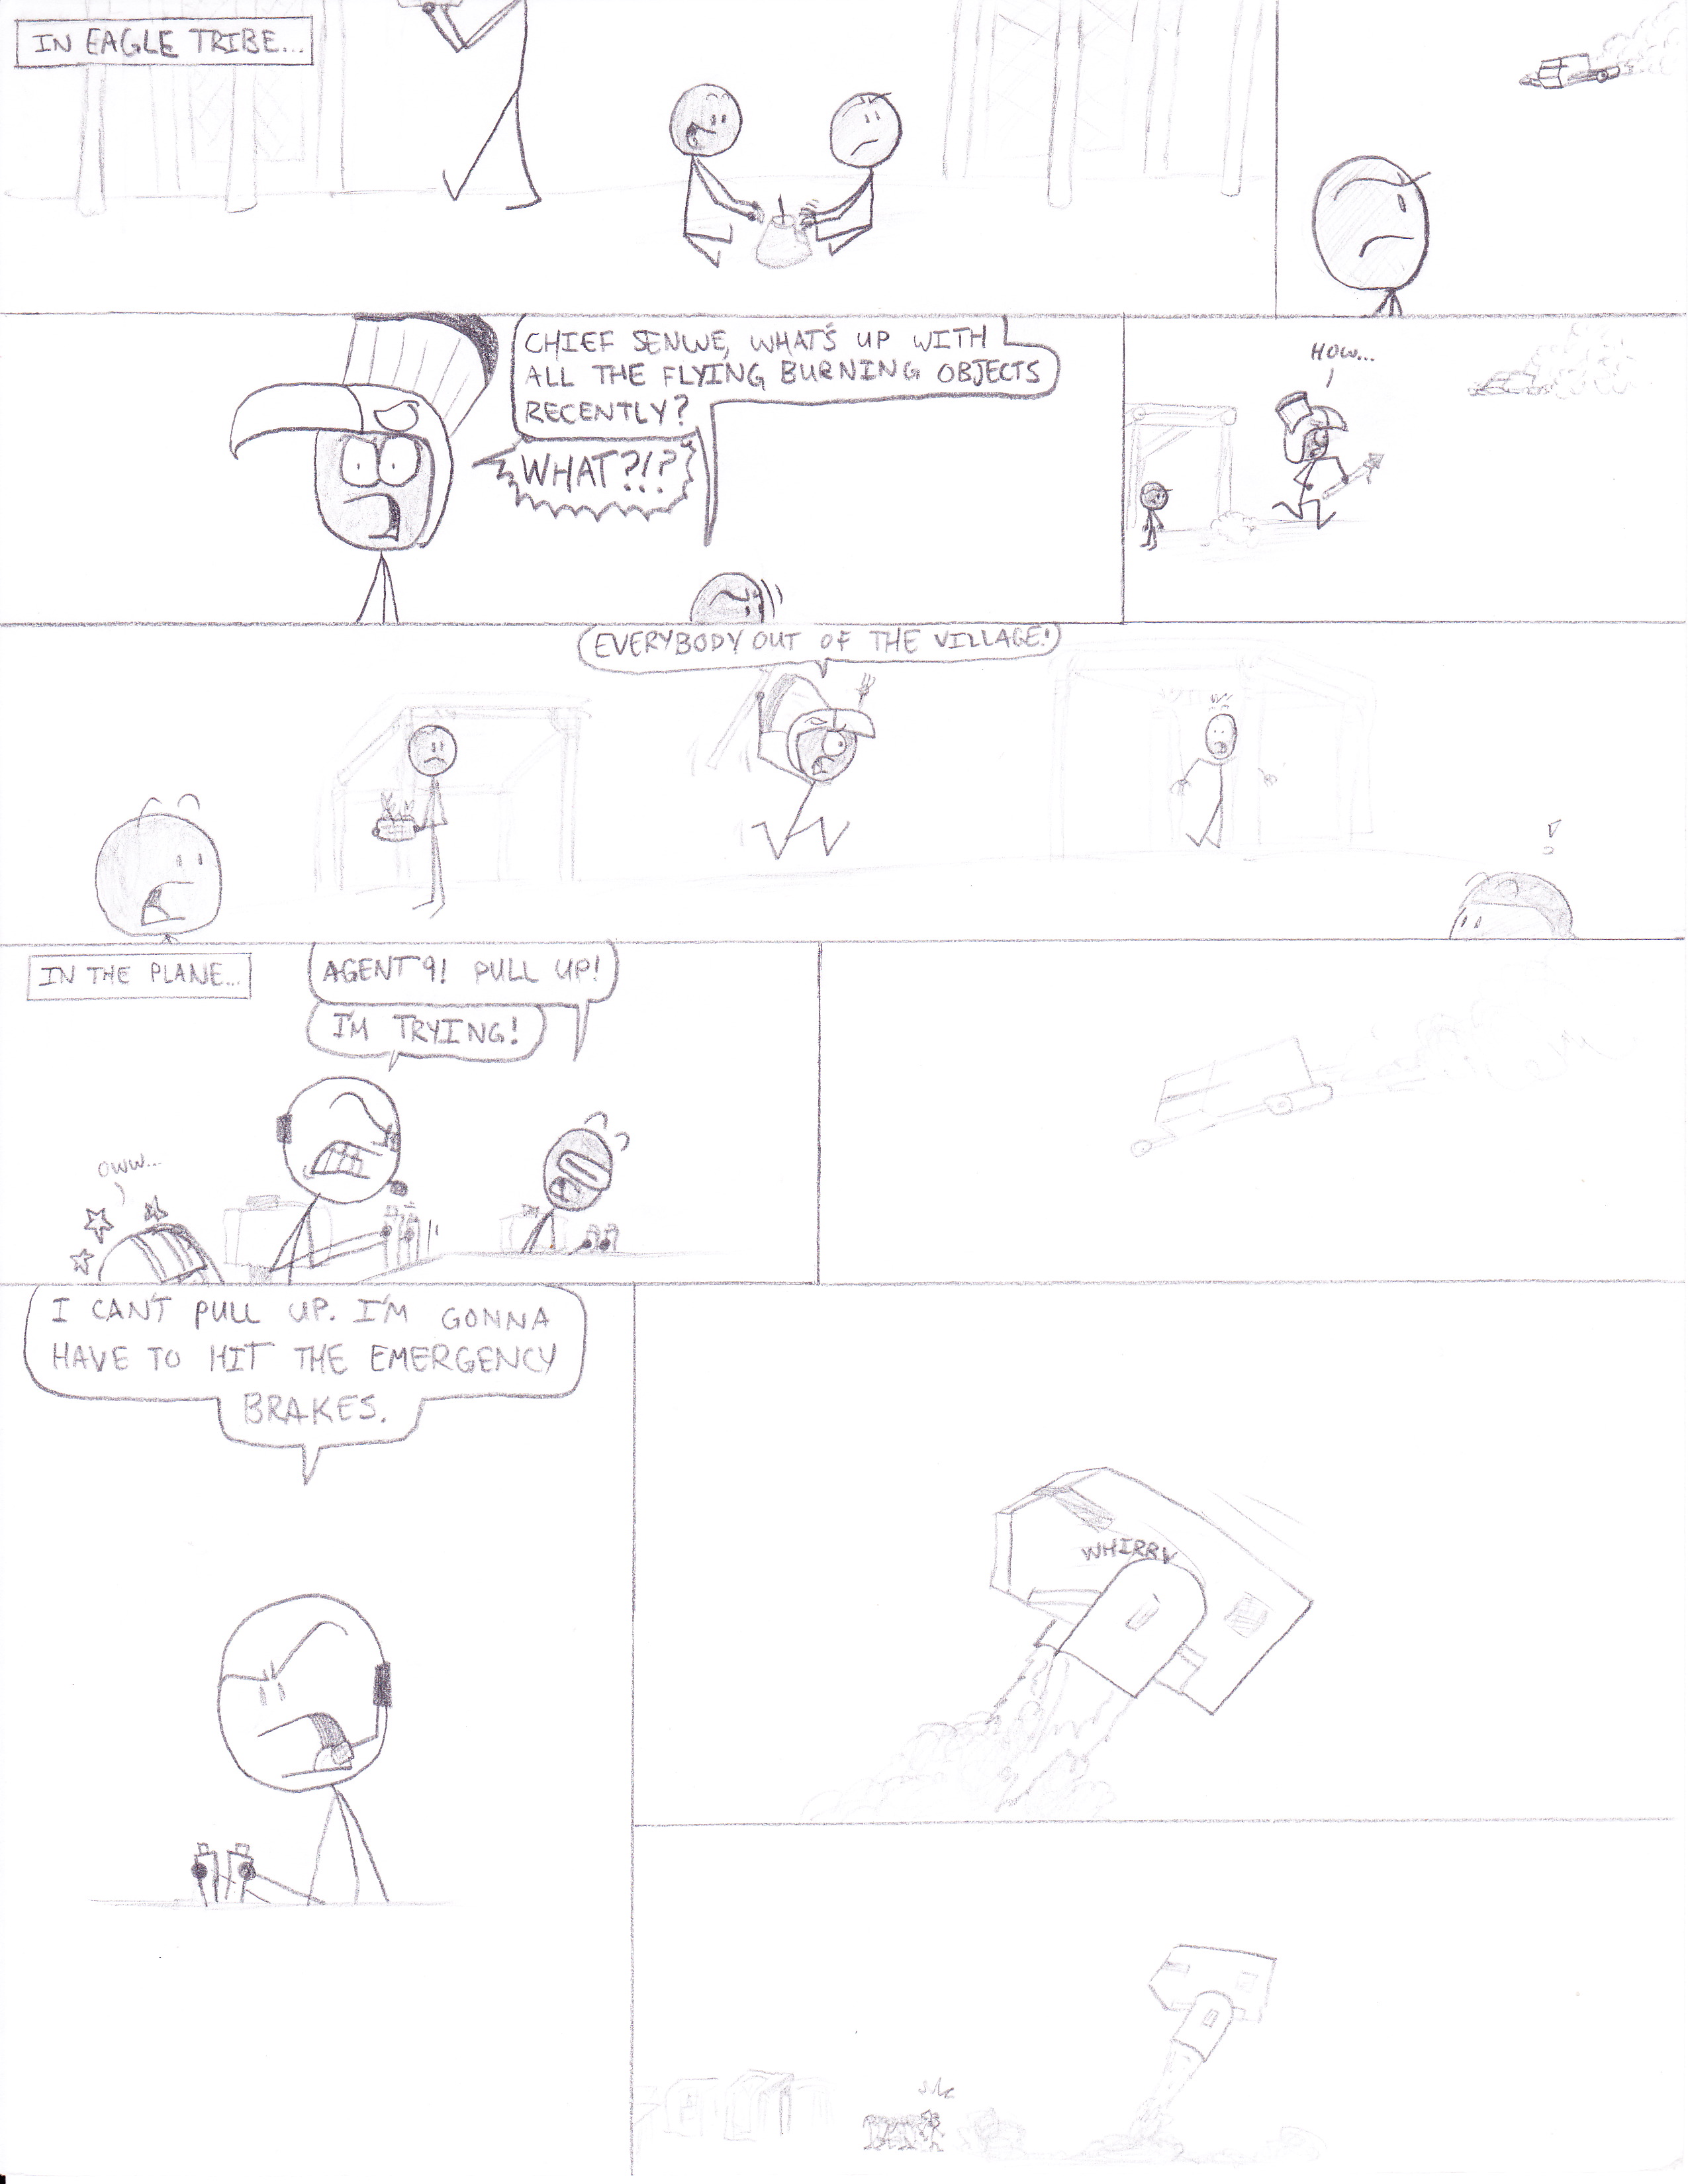 IN EAGLE TRIBE...
CHIEF SENWE, WHAT'S UP WITH
ALL THE FLYING BURNING OBJECTS
RECENTLY?
WHAT?!?
HOW...
EVERYBODY OUT OF THE VILLAGE!
!
IN THE PLANE...
AGENT 9! PULL UP!
I'M TRYING!
OWW...
I CAN'T PULL UP. I'M GONNA
HAVE TO HIT THE EMERGENCY
BRAKES.
WHIRRV